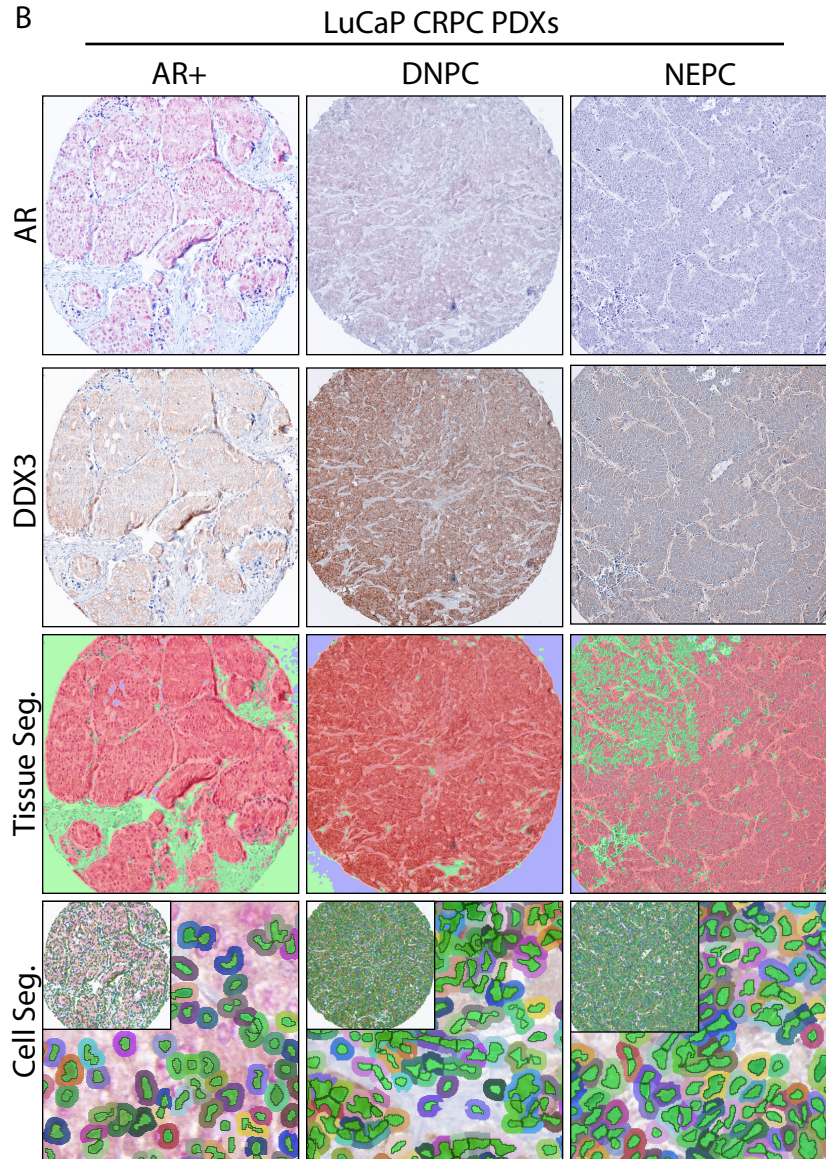 B
LuCaP CRPC PDXs
AR+ DNPC NEPC
AR
DDX3
Tissue Seg.
Cell Seg.